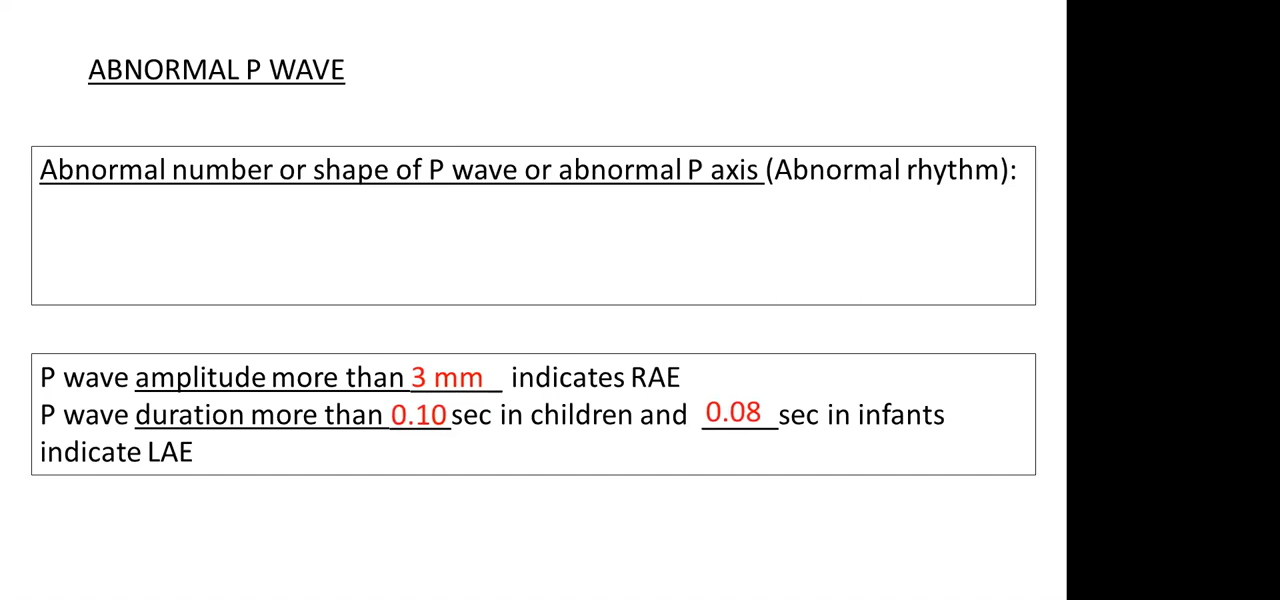 ABNORMAL P WAVE
Abnormal number or shape of P wave or abnormal P axis (Abnormal rhythm):
P wave amplitude more than 3 mm indicates RAE
P wave duration more than 0.10 sec in children and 0.08 sec in infants
indicate LAE